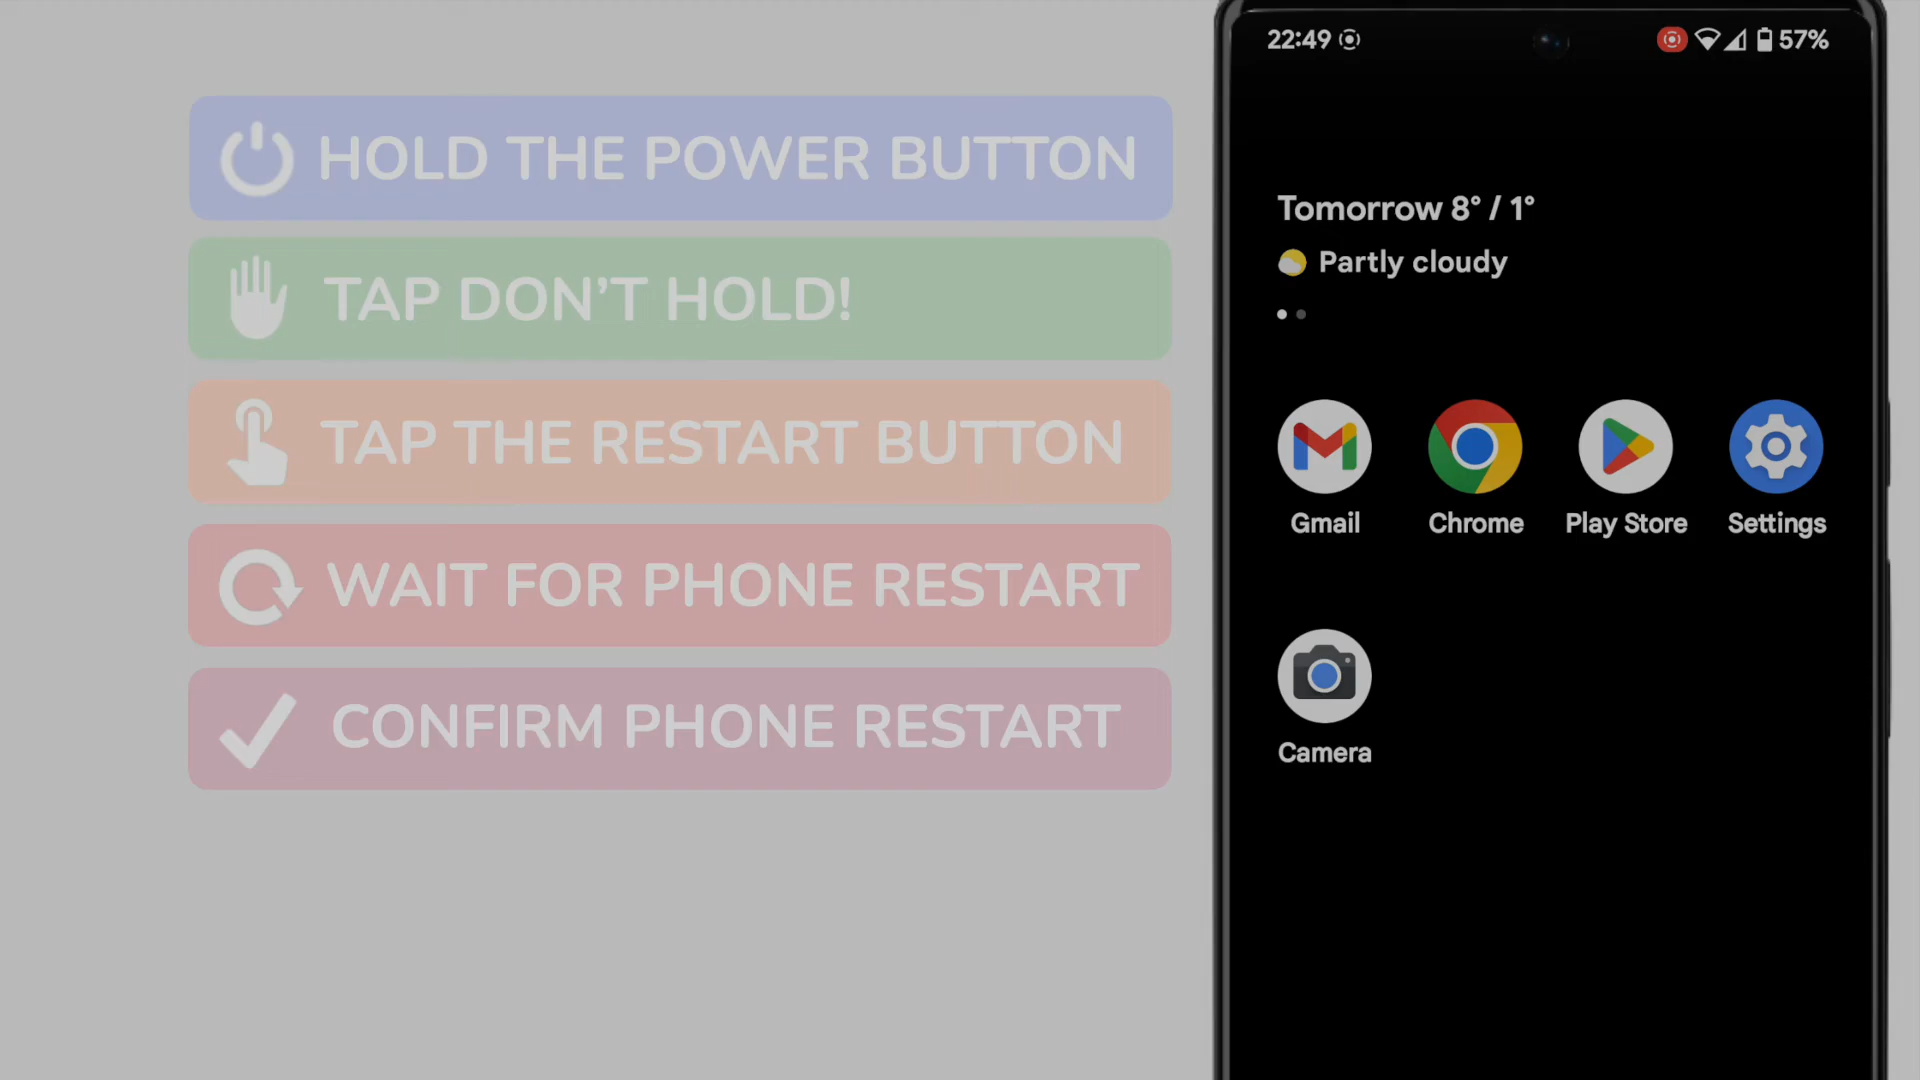 HOLD THE POWER BUTTON
TAP DON'T HOLD!
TAP THE RESTART BUTTON
WAIT FOR PHONE RESTART
CONFIRM PHONE RESTART
22:49
57%
Tomorrow 8° / 1°
Partly cloudy
Gmail Chrome Play Store Settings
Camera